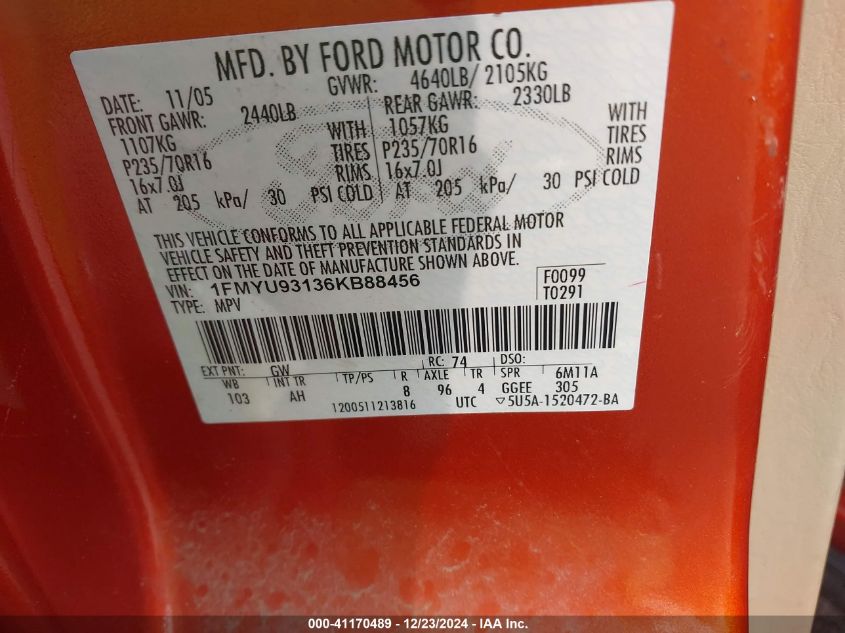 MFD. BY FORD MOTOR CO.
DATE: 11/05 GVWR: 4640LB/ 2105KG
FRONT GAWR: 2440LB REAR GAWR: 2330LB
1107KG WITH 1057KG WITH
P235/70R16 TIRES P235/70R16 TIRES
16x7.0J RIMS 16x7.0J RIMS
AT 205 kPa/ 30 PSI COLD AT 205 kPa/ 30 PSI COLD
THIS VEHICLE CONFORMS TO ALL APPLICABLE FEDERAL MOTOR
VEHICLE SAFETY AND THEFT PREVENTION STANDARDS IN
EFFECT ON THE DATE OF MANUFACTURE SHOWN ABOVE.
VIN: 1FMYU93136KB88456 F0099
TYPE: MPV T0291
EXT PNT: GW RC: 74 DSO:
WB INT TR TP/PS R AXLE TR SPR 6M11A
103 AH 8 96 4 GGEE 305
1200511213816 UTC ▽5U5A-1520472-BA
000-41170489 - 12/23/2024 - IAA Inc.